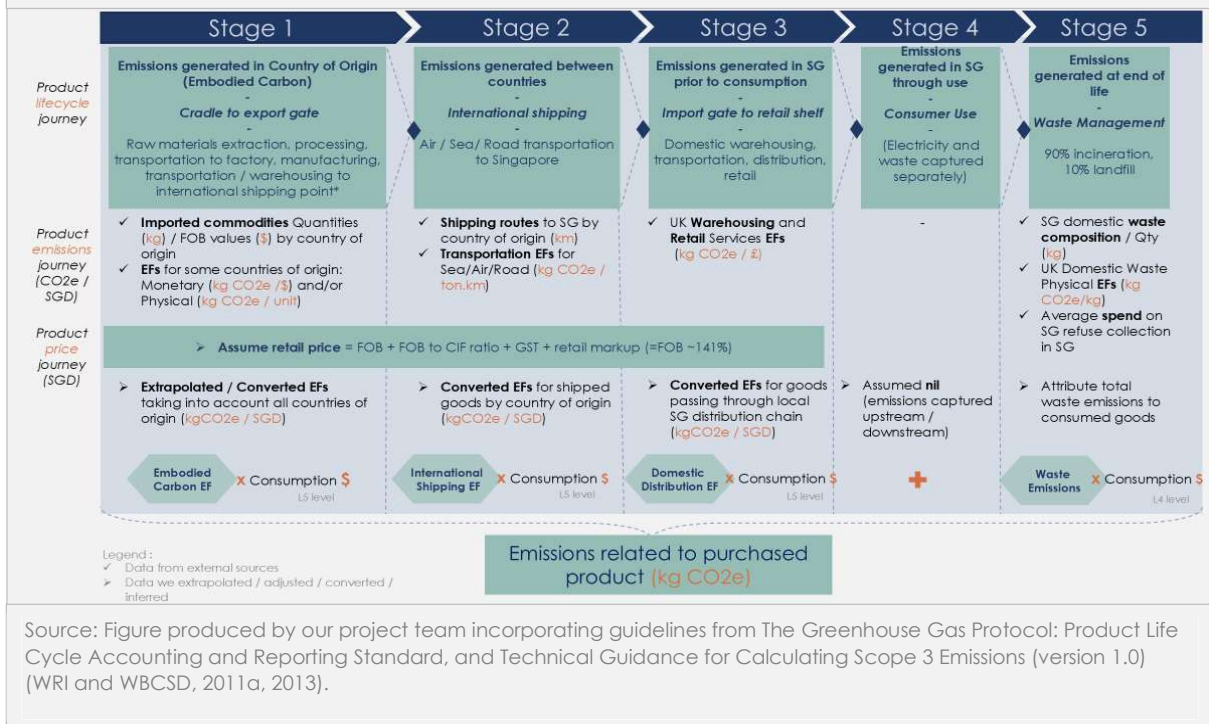 Stage 1
Stage 2
Stage 3
Stage 4
Stage 5
Product
lifecycle
journey
Emissions generated in Country of Origin
(Embodied Carbon)
-
Cradle to export gate
-
Raw materials extraction, processing,
transportation to factory, manufacturing,
transportation / warehousing to
international shipping point*
Emissions generated between
countries
-
International shipping
-
Air / Sea/ Road transportation
to Singapore
Emissions generated in SG
prior to consumption
-
Import gate to retail shelf
-
Domestic warehousing,
transportation, distribution,
retail
Emissions
generated in SG
through use
-
Consumer Use
-
(Electricity and
waste captured
separately)
Emissions
generated at end of
life
-
Waste Management
-
90% incineration,
10% landfill
Product
emissions
journey
(CO2e /
SGD)
✓ Imported commodities Quantities
(kg) / FOB values ($) by country of
origin
✓ EFs for some countries of origin:
Monetary (kg CO2e /$) and/or
Physical (kg CO2e / unit)
✓ Shipping routes to SG by
country of origin (km)
✓ Transportation EFs for
Sea/Air/Road (kg CO2e /
ton.km)
✓ UK Warehousing and
Retail Services EFs
(kg CO2e / £)
-
✓ SG domestic waste
composition / Qty
(kg)
✓ UK Domestic Waste
Physical EFs (kg
CO2e/kg)
✓ Average spend on
SG refuse collection
in SG
Product
price
journey
(SGD)
➢ Assume retail price = FOB + FOB to CIF ratio + GST + retail markup (=FOB ~141%)
➢ Extrapolated / Converted EFs
taking into account all countries of
origin (kgCO2e / SGD)
➢ Converted EFs for shipped
goods by country of origin
(kgCO2e / SGD)
➢ Converted EFs for goods
passing through local
SG distribution chain
(kgCO2e / SGD)
➢ Assumed nil
(emissions captured
upstream /
downstream)
➢ Attribute total
waste emissions to
consumed goods
Embodied
Carbon EF
x Consumption $
L5 level
International
Shipping EF
x Consumption $
L5 level
Domestic
Distribution EF
x Consumption $
L5 level
+
Waste
Emissions
x Consumption $
L4 level
Emissions related to purchased
product (kg CO2e)
Legend :
✓ Data from external sources
➢ Data we extrapolated / adjusted / converted /
inferred
Source: Figure produced by our project team incorporating guidelines from The Greenhouse Gas Protocol: Product Life
Cycle Accounting and Reporting Standard, and Technical Guidance for Calculating Scope 3 Emissions (version 1.0)
(WRI and WBCSD, 2011a, 2013).